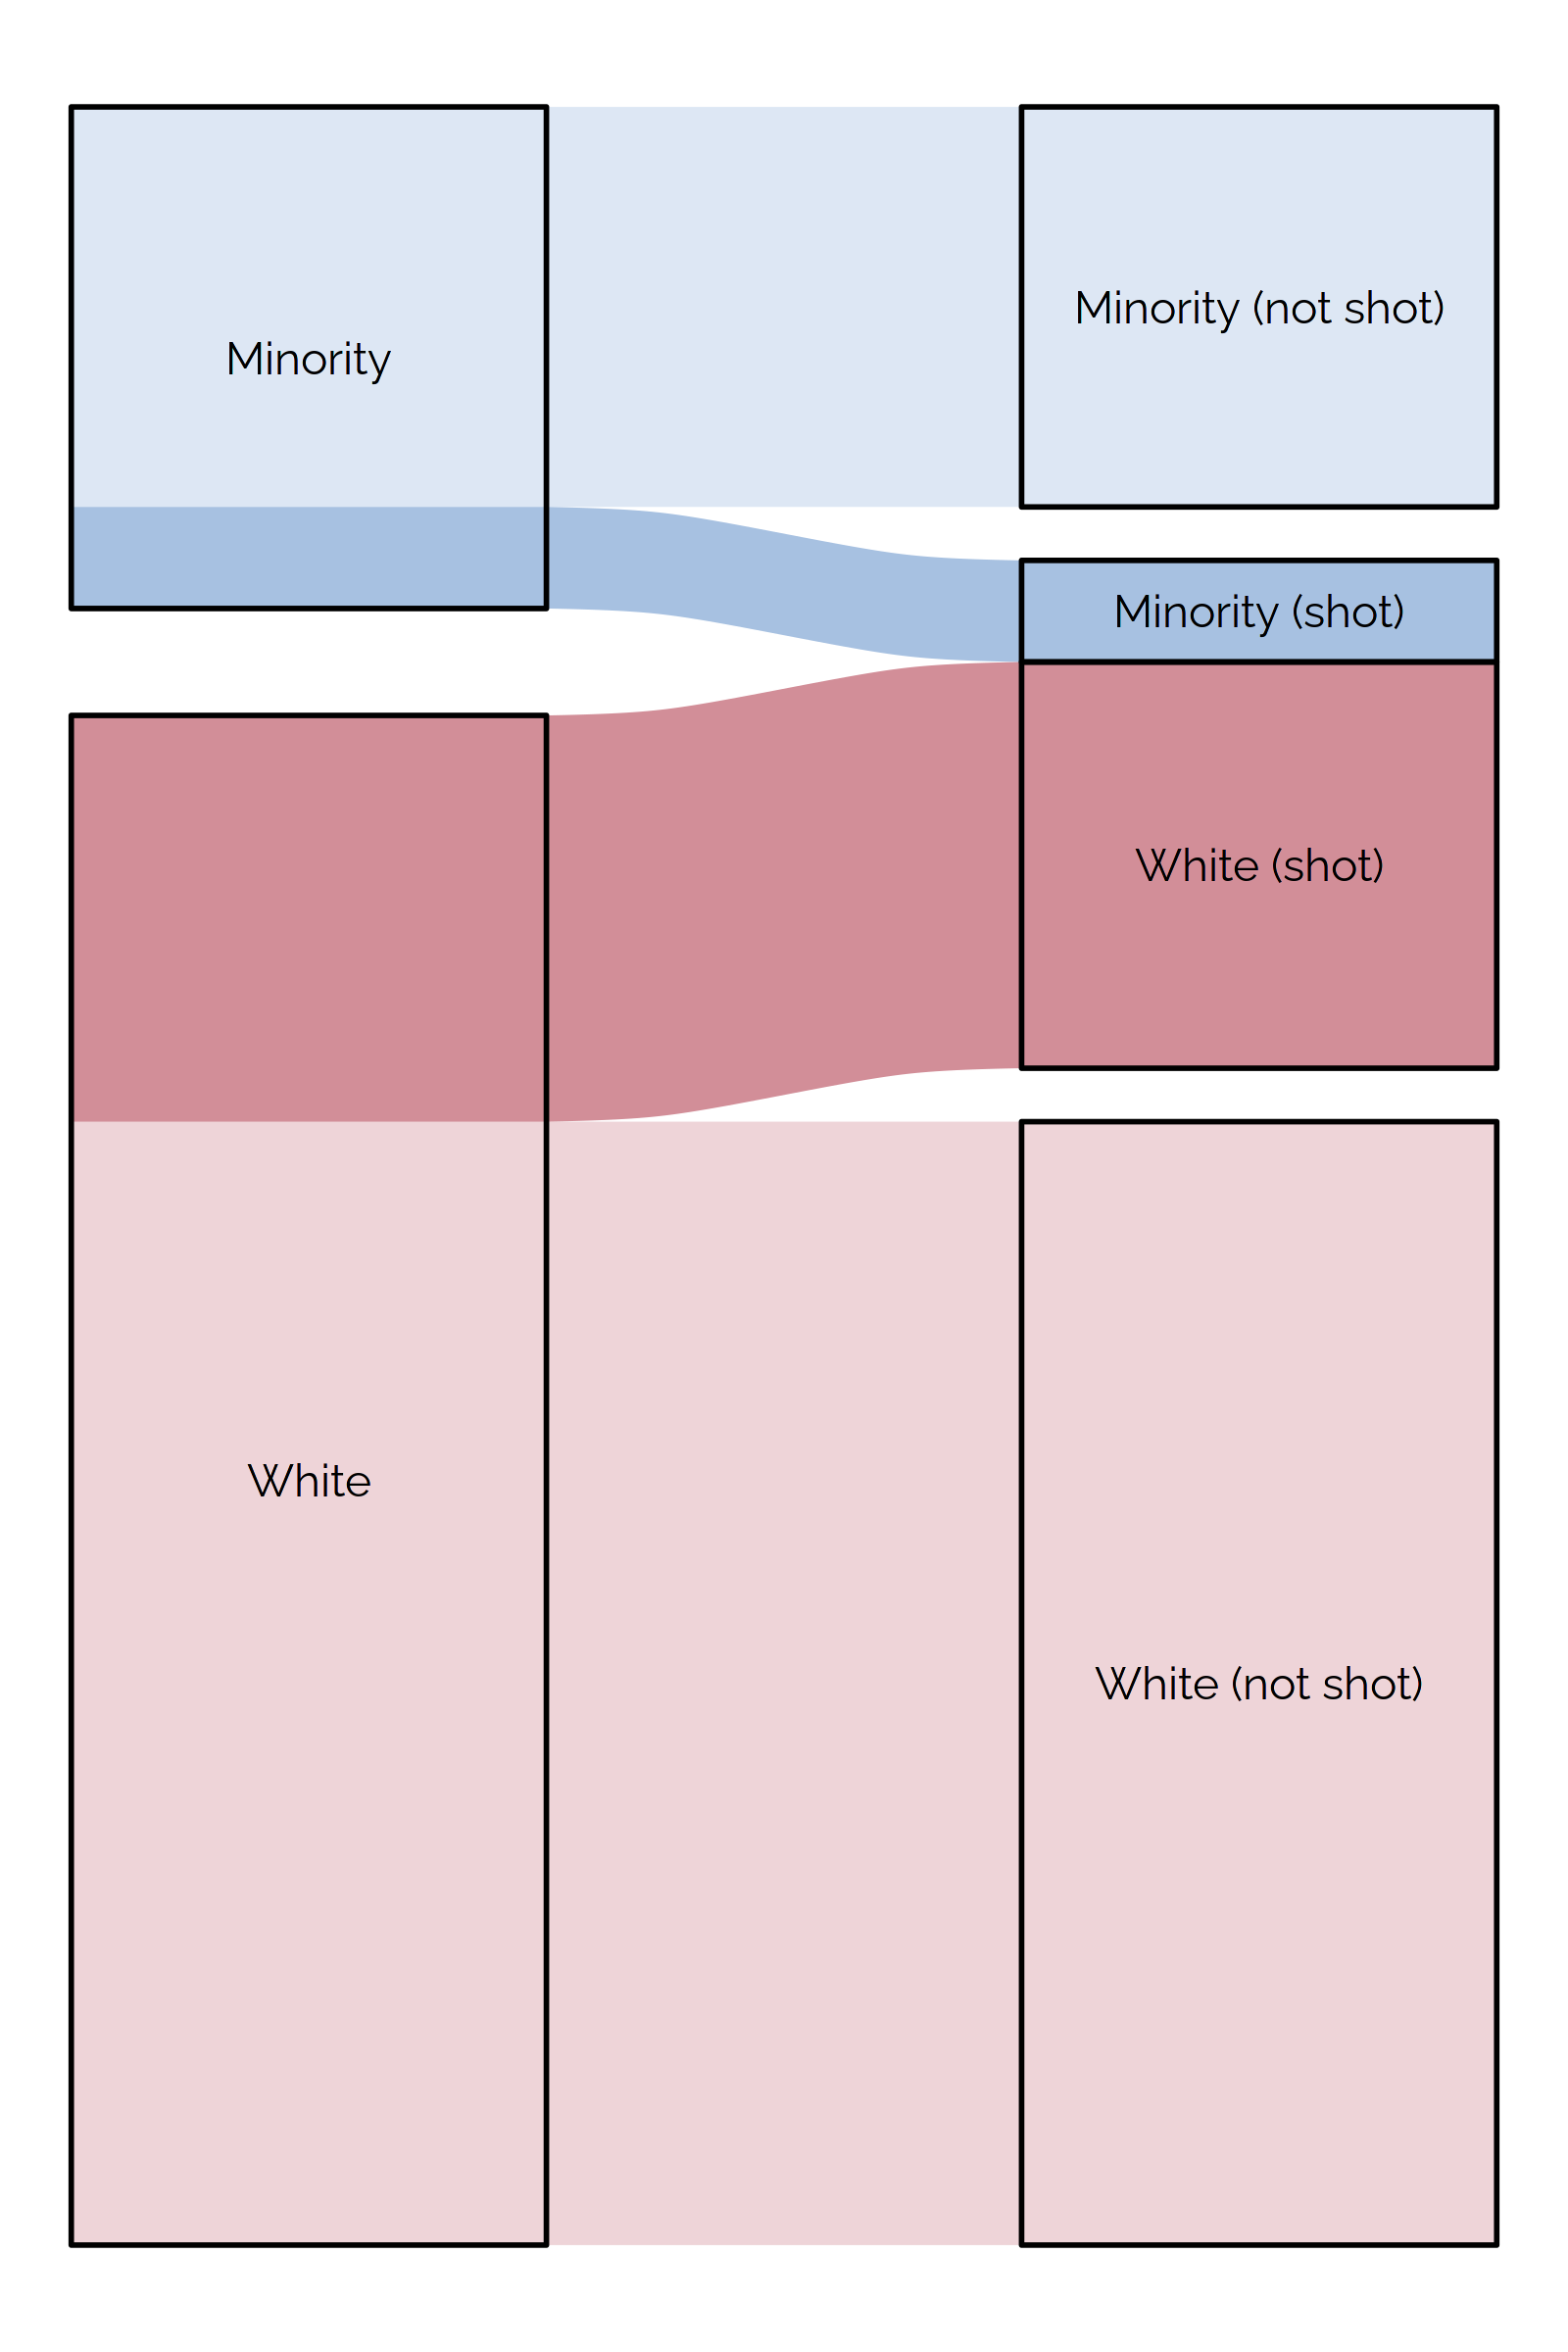 Minority (not shot)
Minority
Minority (shot)
White (shot)
White
White (not shot)